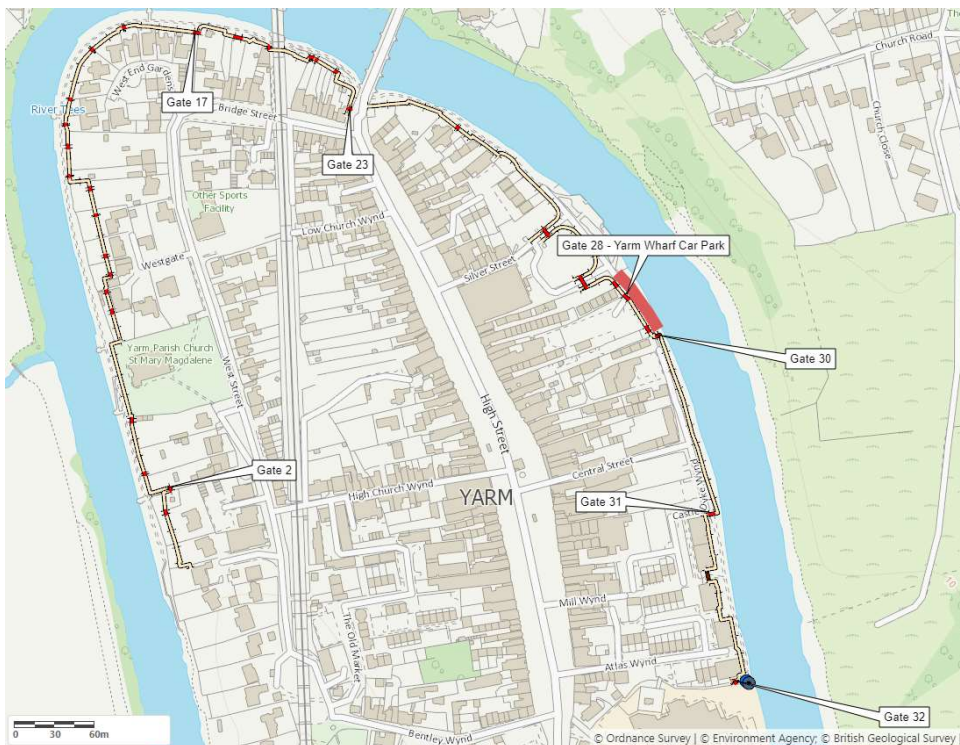 Church Road
Church Close
West End Gardens
Gate 17
River Tees
Bridge Street
Gate 23
Other Sports
Facility
Low Church Wynd
Westgate
Silver Street
Gate 28 - Yarm Wharf Car Park
Gate 30
Yarm Parish Church
St Mary Magdalene
West Street
High Street
Gate 2
High Church Wynd
YARM
Central Street
Gate 31
Wynd
Mill Wynd
The Old Market
Atlas Wynd
Gate 32
Bentley Wynd
10
0 30 60m
© Ordnance Survey | © Environment Agency; © British Geological Survey